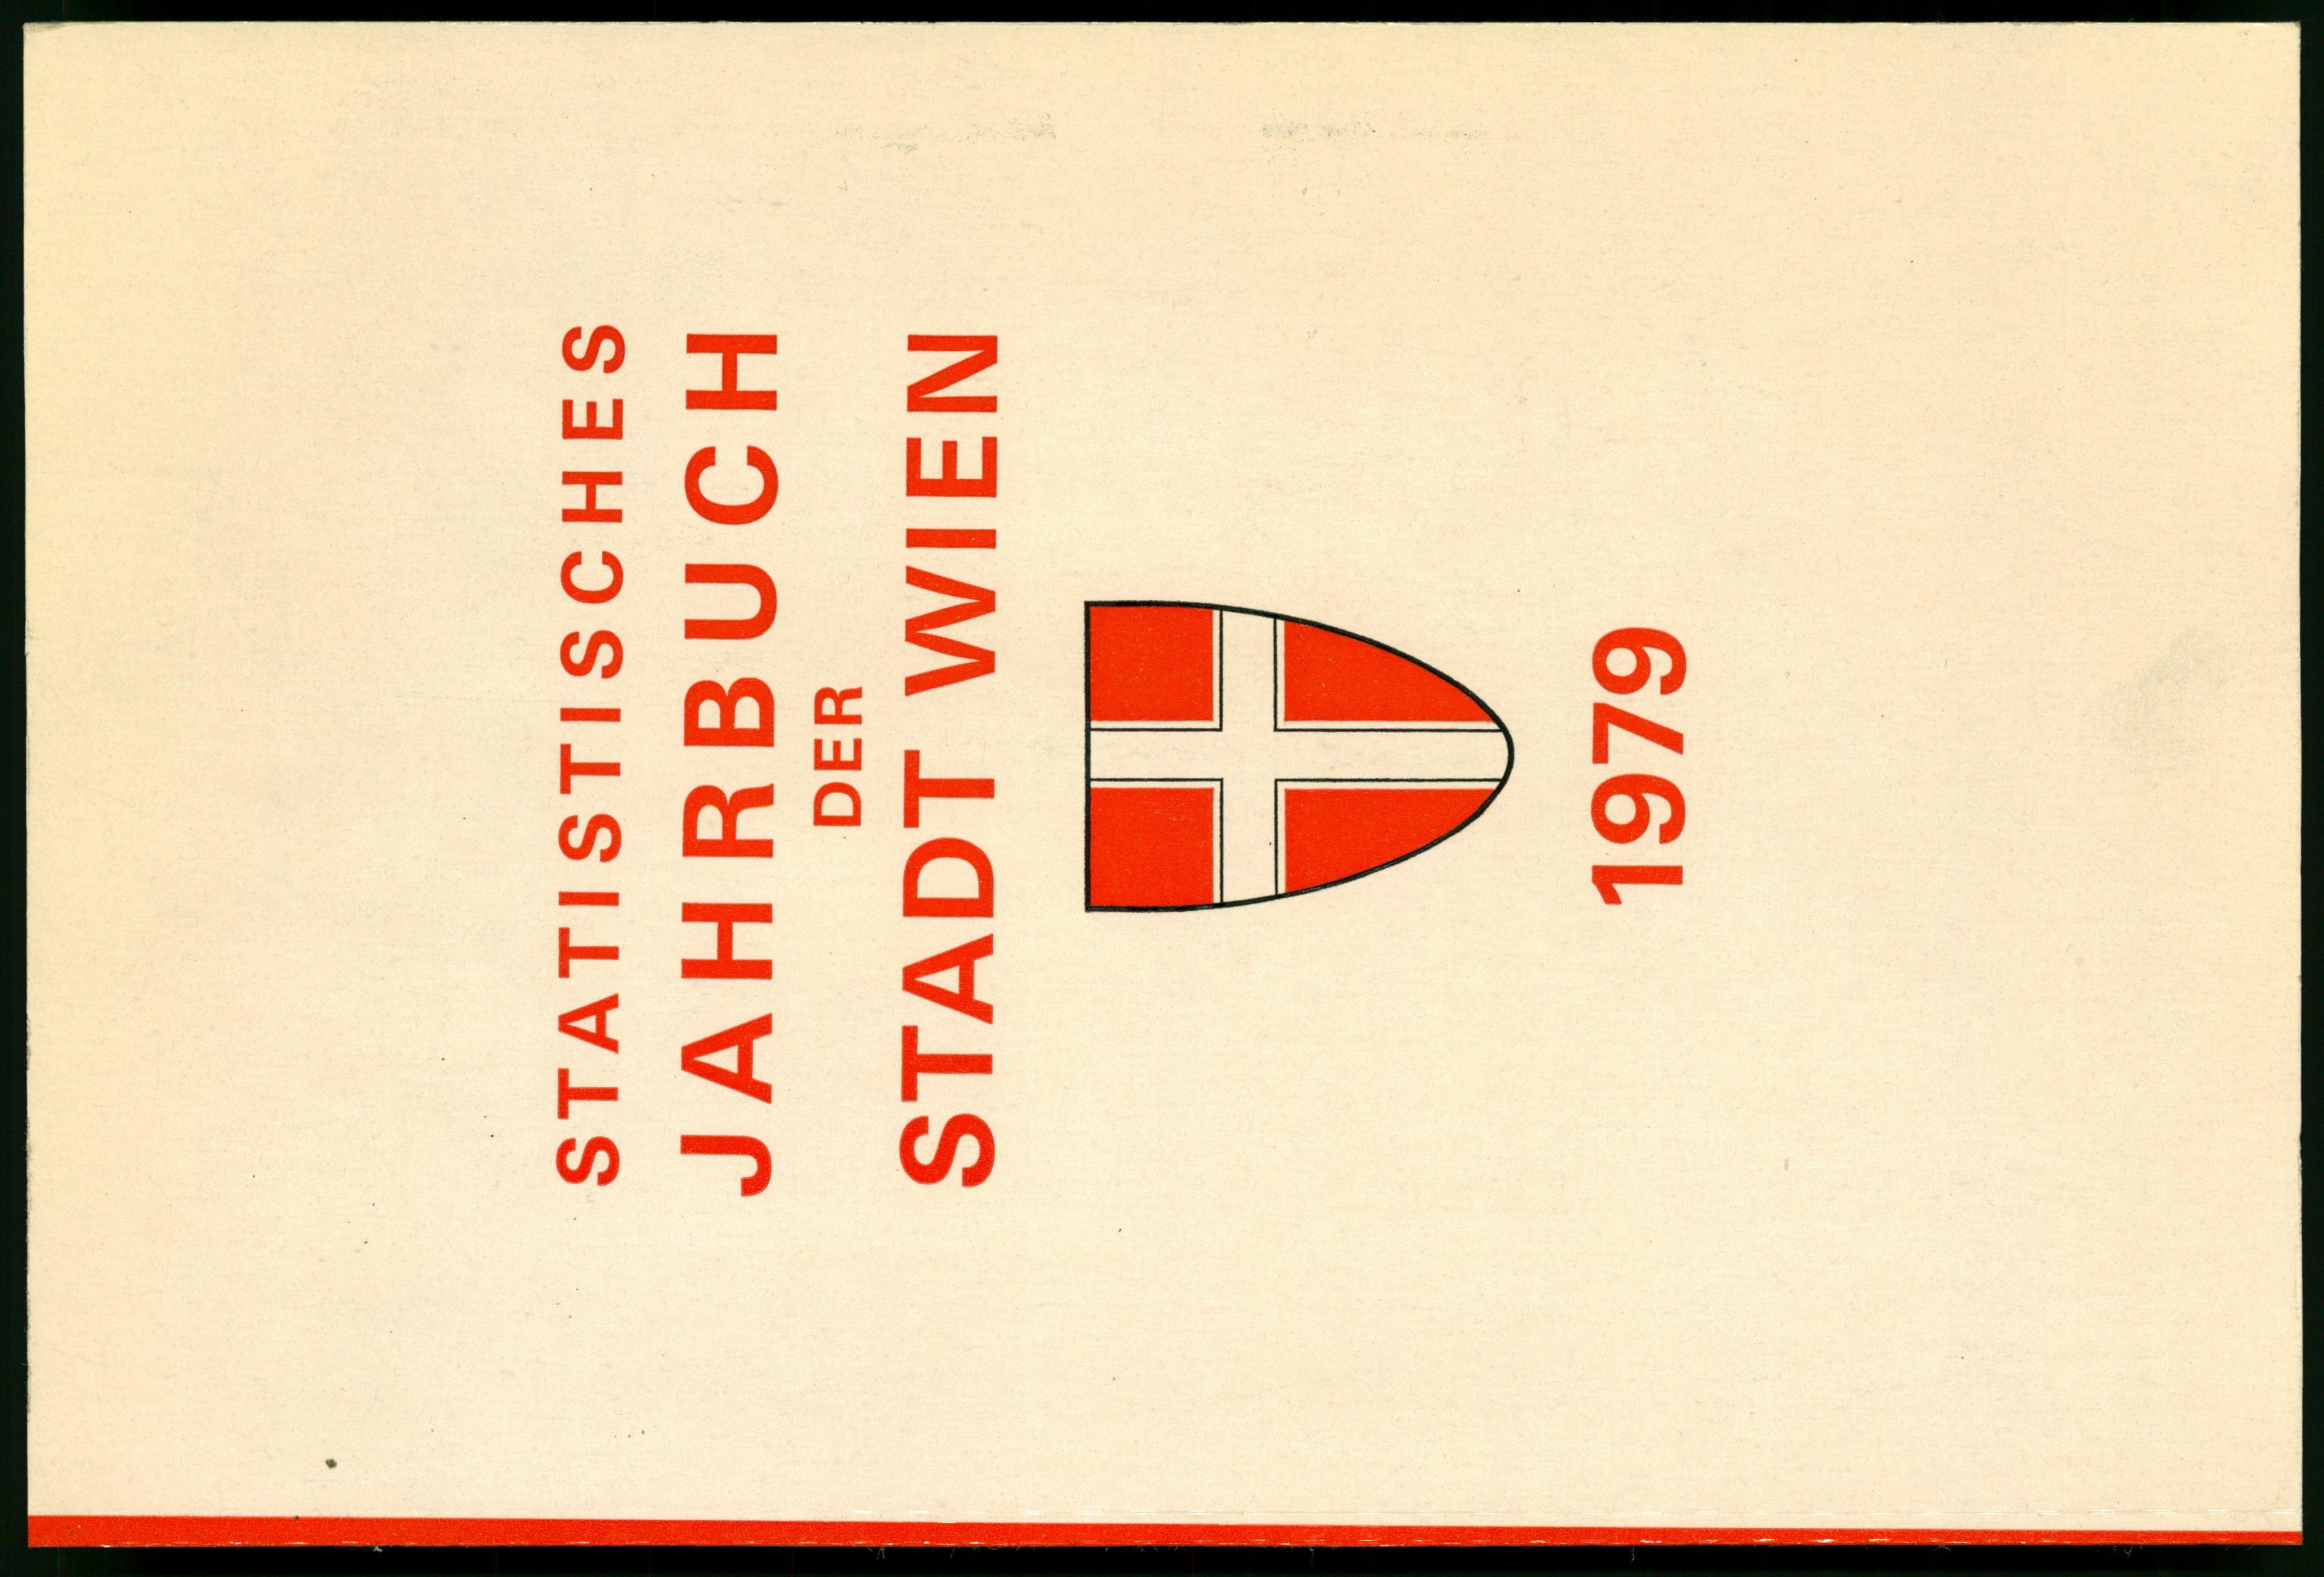 STATISTISCHES
JAHRBUCH
DER
STADT WIEN
1979